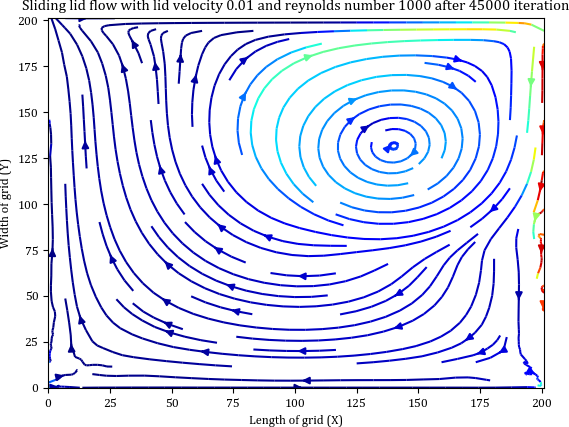 Sliding lid flow with lid velocity 0.01 and reynolds number 1000 after 45000 iteration
200
175
150
125
100
75
50
25
0
Width of grid (Y)
0 25 50 75 100 125 150 175 200
Length of grid (X)